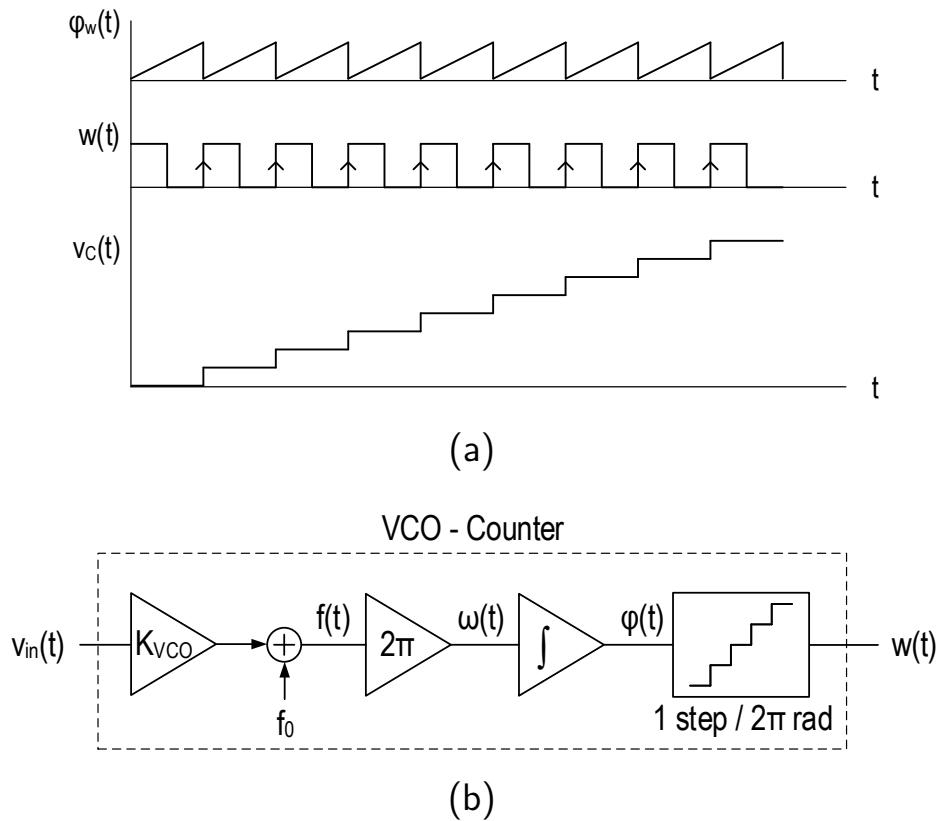 φw(t)
t
w(t)
t
vC(t)
t
(a)
VCO - Counter
vin(t)
KVCO
+
f0
f(t)
2π
ω(t)
∫
φ(t)
1 step / 2π rad
w(t)
(b)